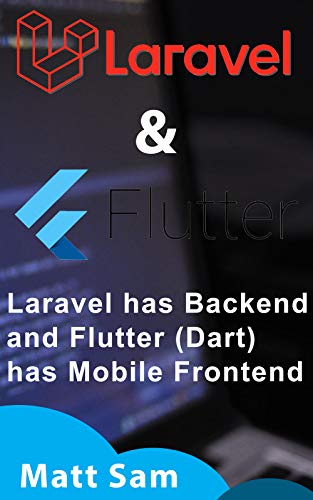 Laravel
&
Flutter
Laravel has Backend
and Flutter (Dart)
has Mobile Frontend
Matt Sam